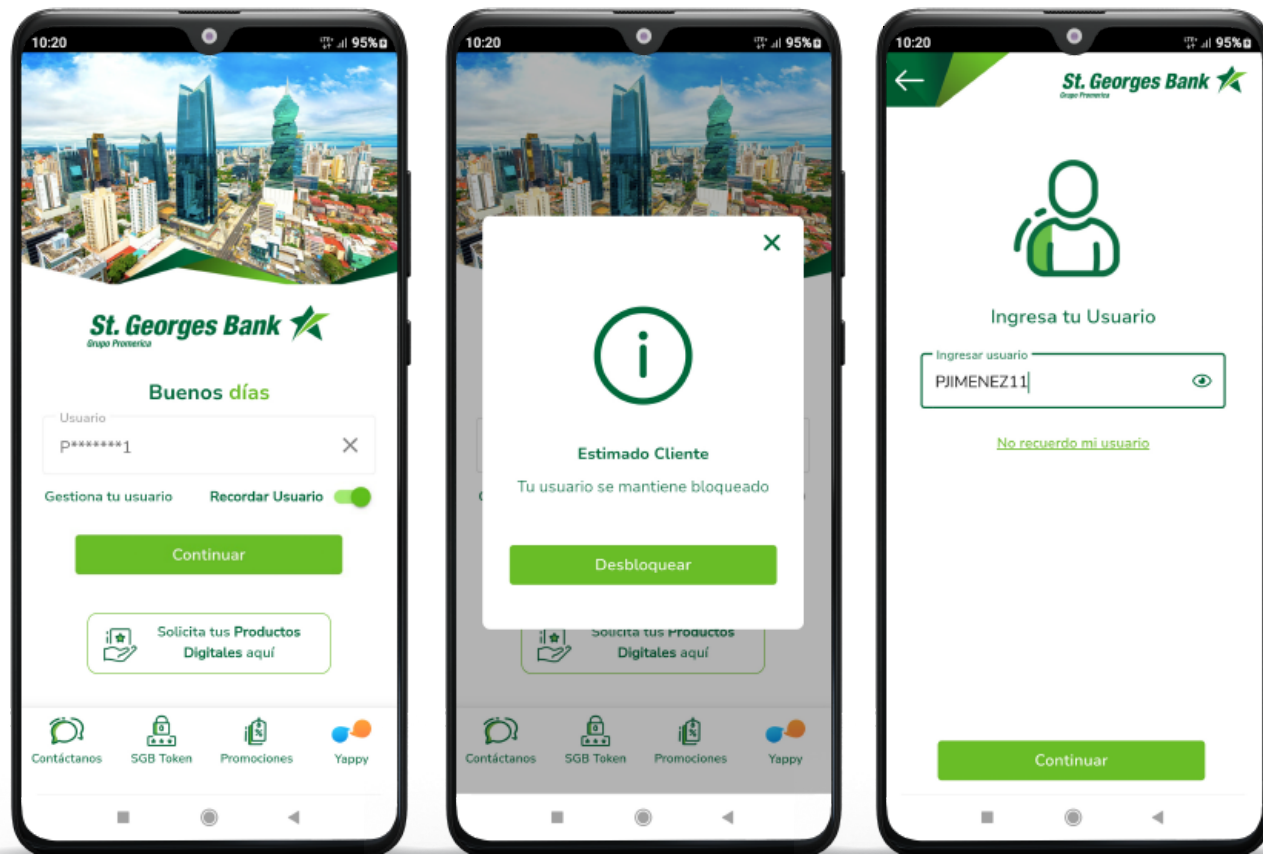 10:20
95%
St. Georges Bank
Grupo Promerica
Buenos días
Usuario
P*******1
Gestiona tu usuario
Recordar Usuario
Continuar
Solicita tus Productos
Digitales aquí
Contáctanos
SGB Token
Promociones
Yappy
10:20
95%
Estimado Cliente
Tu usuario se mantiene bloqueado
Desbloquear
Solicita tus Productos
Digitales aquí
Contáctanos
SGB Token
Promociones
Yappy
10:20
95%
St. Georges Bank
Grupo Promerica
Ingresa tu Usuario
Ingresar usuario
PJIMENEZ11
No recuerdo mi usuario
Continuar